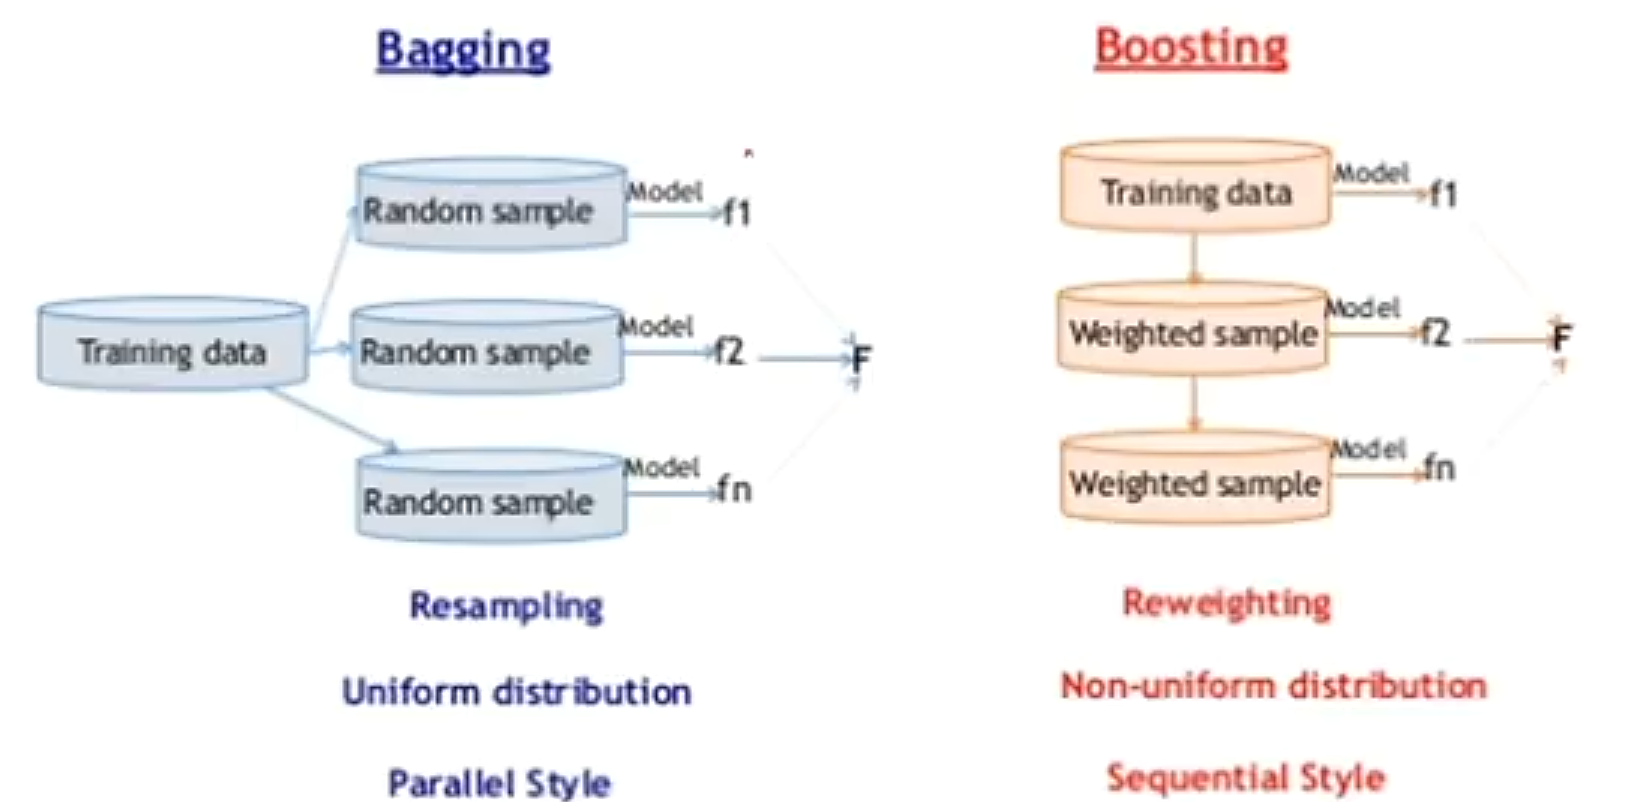 Bagging
Random sample
Model
f1
Training data
Random sample
Model
f2
F
Random sample
Model
fn
Resampling
Uniform distribution
Parallel Style
Boosting
Training data
Model
f1
Weighted sample
Model
f2
F
Weighted sample
Model
fn
Reweighting
Non-uniform distribution
Sequential Style